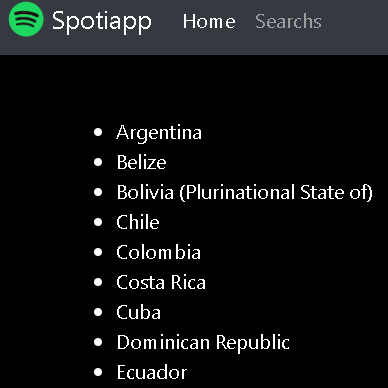 Spotiapp Home Searchs
Argentina
Belize
Bolivia (Plurinational State of)
Chile
Colombia
Costa Rica
Cuba
Dominican Republic
Ecuador